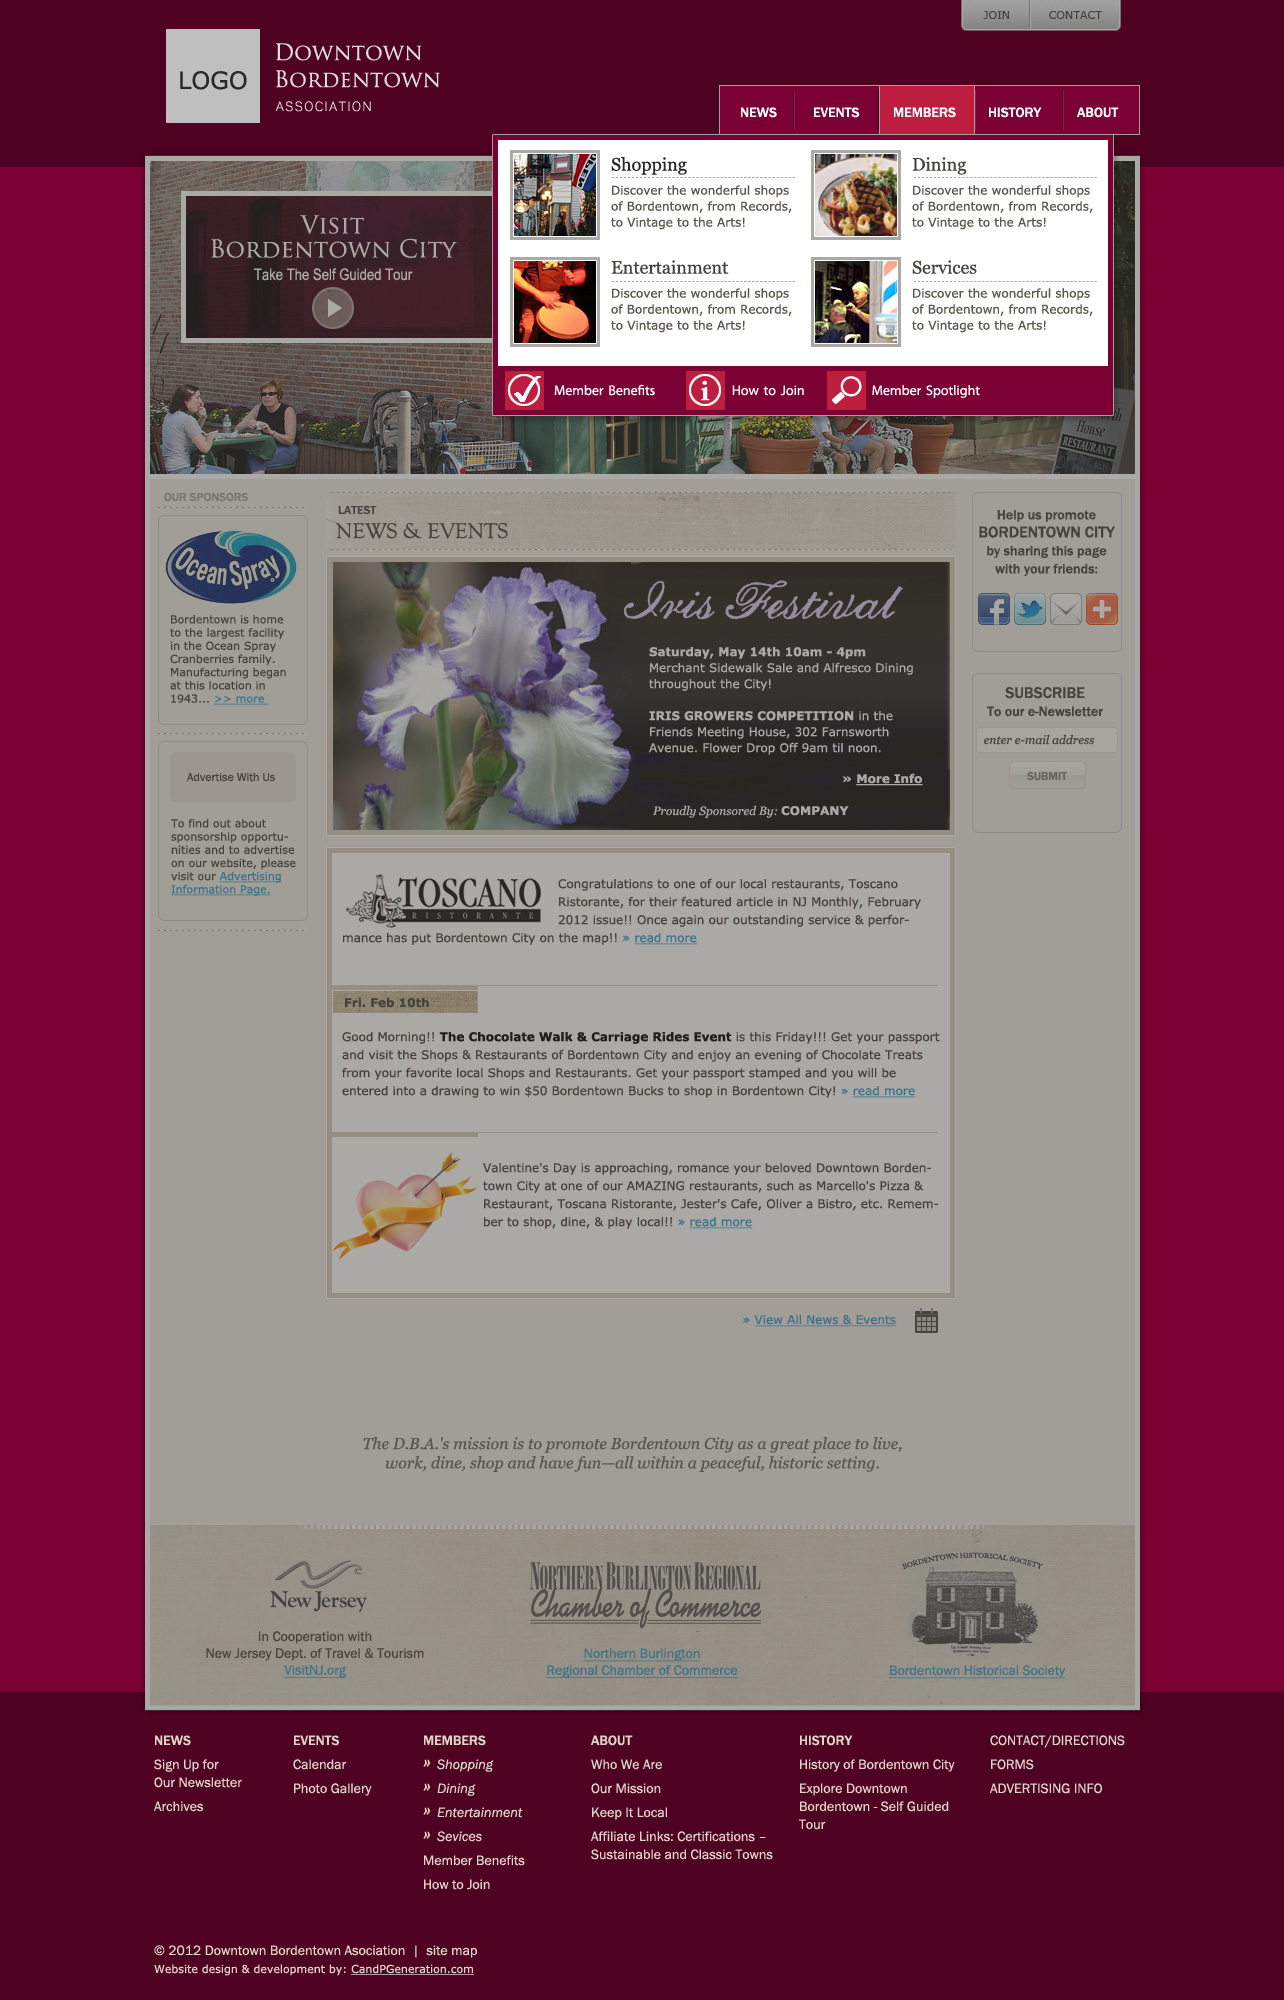 JOIN
CONTACT
LOGO
DOWNTOWN
BORDENTOWN
ASSOCIATION
NEWS
EVENTS
MEMBERS
HISTORY
ABOUT
VISIT
BORDENTOWN CITY
Take The Self Guided Tour
Shopping
Discover the wonderful shops
of Bordentown, from Records,
to Vintage to the Arts!
Dining
Discover the wonderful shops
of Bordentown, from Records,
to Vintage to the Arts!
Entertainment
Discover the wonderful shops
of Bordentown, from Records,
to Vintage to the Arts!
Services
Discover the wonderful shops
of Bordentown, from Records,
to Vintage to the Arts!
Member Benefits
How to Join
Member Spotlight
House
RESTAURANT
OUR SPONSORS
Ocean Spray
Bordentown is home
to the largest facility
in the Ocean Spray
Cranberries family.
Manufacturing began
at this location in
1943... >> more
Advertise With Us
To find out about
sponsorship opportu-
nities and to advertise
on our website, please
visit our Advertising
Information Page.
LATEST
NEWS & EVENTS
Iris Festival
Saturday, May 14th 10am - 4pm
Merchant Sidewalk Sale and Alfresco Dining
throughout the City!
IRIS GROWERS COMPETITION in the
Friends Meeting House, 302 Farnsworth
Avenue. Flower Drop Off 9am til noon.
» More Info
Proudly Sponsored By: COMPANY
TOSCANO
RISTORANTE
Congratulations to one of our local restaurants, Toscano
Ristorante, for their featured article in NJ Monthly, February
2012 issue!! Once again our outstanding service & perfor-
mance has put Bordentown City on the map!! » read more
Fri. Feb 10th
Good Morning!! The Chocolate Walk & Carriage Rides Event is this Friday!!! Get your passport
and visit the Shops & Restaurants of Bordentown City and enjoy an evening of Chocolate Treats
from your favorite local Shops and Restaurants. Get your passport stamped and you will be
entered into a drawing to win $50 Bordentown Bucks to shop in Bordentown City! » read more
Valentine's Day is approaching, romance your beloved Downtown Borden-
town City at one of our AMAZING restaurants, such as Marcello's Pizza &
Restaurant, Toscana Ristorante, Jester's Cafe, Oliver a Bistro, etc. Remem-
ber to shop, dine, & play local!! » read more
» View All News & Events
Help us promote
BORDENTOWN CITY
by sharing this page
with your friends:
SUBSCRIBE
To our e-Newsletter
enter e-mail address
SUBMIT
The D.B.A.'s mission is to promote Bordentown City as a great place to live,
work, dine, shop and have fun—all within a peaceful, historic setting.
New Jersey
In Cooperation with
New Jersey Dept. of Travel & Tourism
VisitNJ.org
NORTHERN BURLINGTON REGIONAL
Chamber of Commerce
Northern Burlington
Regional Chamber of Commerce
BORDENTOWN HISTORICAL SOCIETY
Bordentown Historical Society
NEWS
Sign Up for
Our Newsletter
Archives
EVENTS
Calendar
Photo Gallery
MEMBERS
» Shopping
» Dining
» Entertainment
» Sevices
Member Benefits
How to Join
ABOUT
Who We Are
Our Mission
Keep It Local
Affiliate Links: Certifications –
Sustainable and Classic Towns
HISTORY
History of Bordentown City
Explore Downtown
Bordentown - Self Guided
Tour
CONTACT/DIRECTIONS
FORMS
ADVERTISING INFO
© 2012 Downtown Bordentown Asociation | site map
Website design & development by: CandPGeneration.com